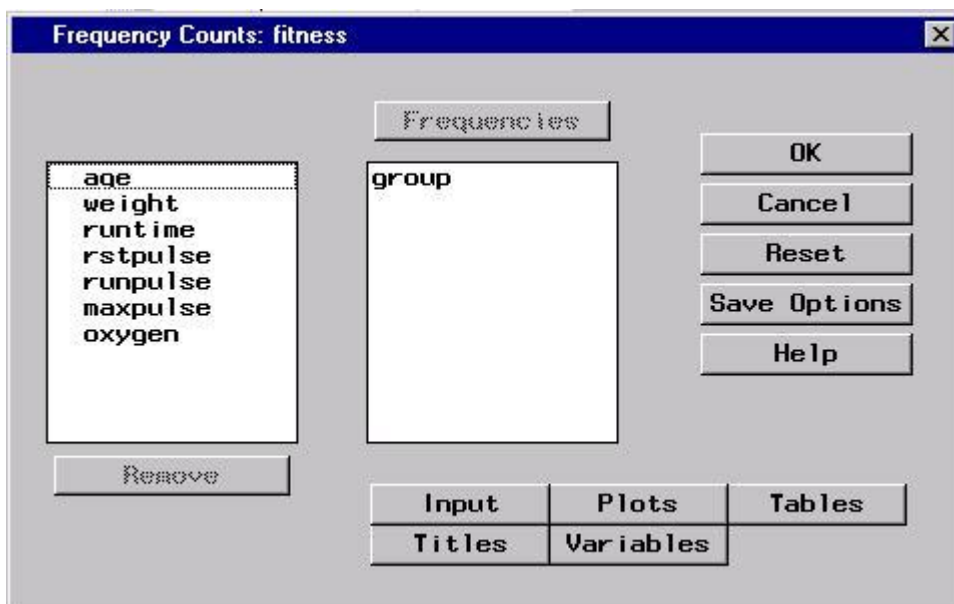 Frequency Counts: fitness
Frequencies
age
weight
runtime
rstpulse
runpulse
maxpulse
oxygen
group
OK
Cancel
Reset
Save Options
Help
Remove
Input
Plots
Tables
Titles
Variables